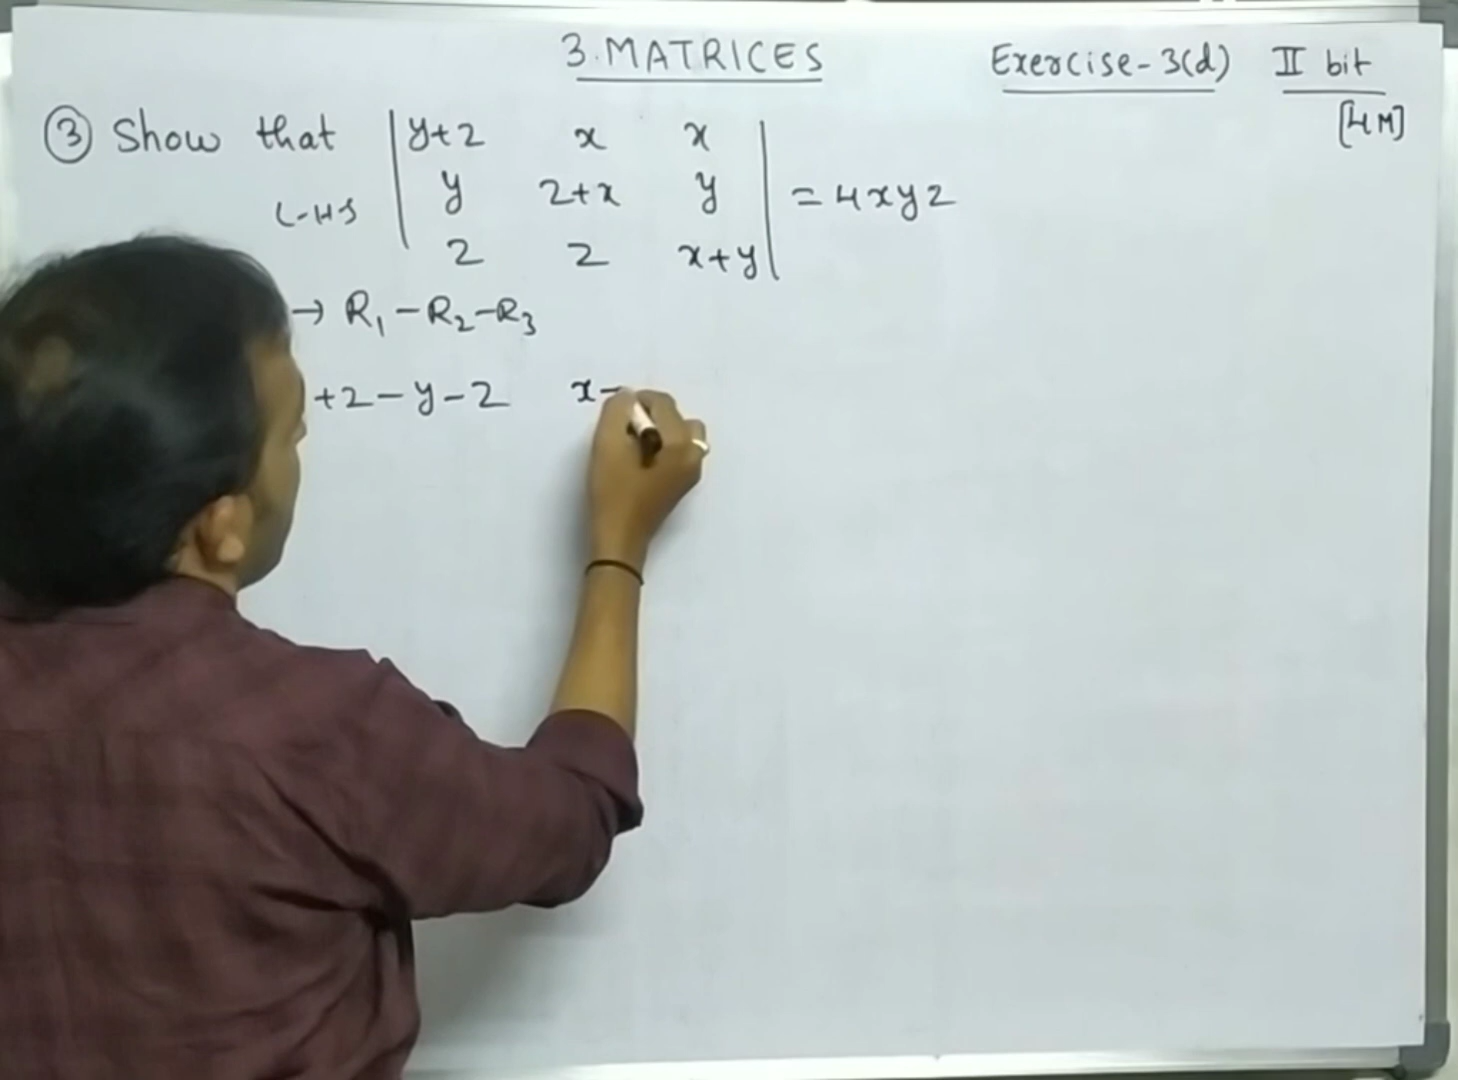 3. MATRICES
Exercise - 3(d) II bit
[4M]
③ Show that | y+z x x |
L-H-S | y z+x y | = 4xyz
| z z x+y |
→ R₁ - R₂ - R₃
+z - y - z x -